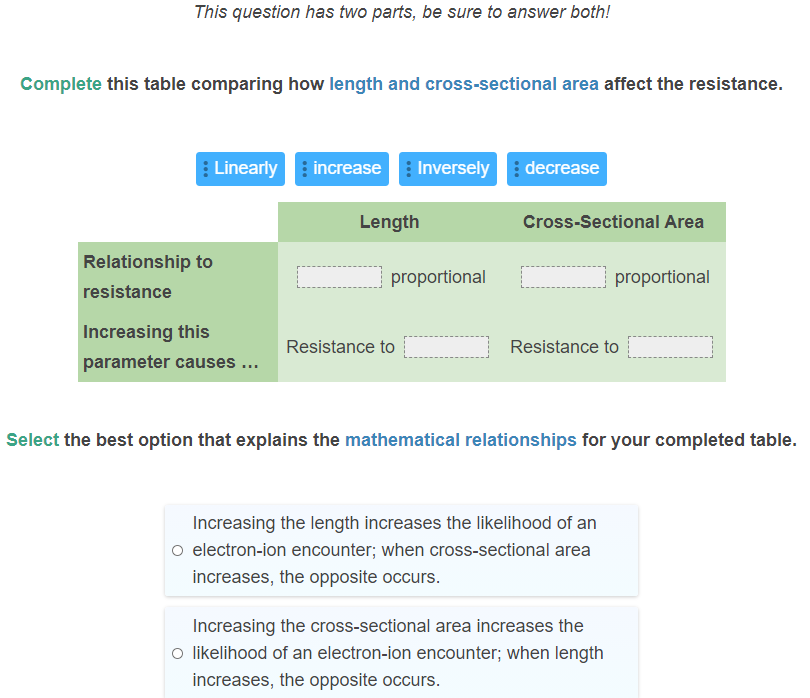 This question has two parts, be sure to answer both!
Complete this table comparing how length and cross-sectional area affect the resistance.
Linearly increase Inversely decrease
Length Cross-Sectional Area
Relationship to
resistance
proportional proportional
Increasing this
parameter causes ...
Resistance to Resistance to
Select the best option that explains the mathematical relationships for your completed table.
Increasing the length increases the likelihood of an
electron-ion encounter; when cross-sectional area
increases, the opposite occurs.
Increasing the cross-sectional area increases the
likelihood of an electron-ion encounter; when length
increases, the opposite occurs.